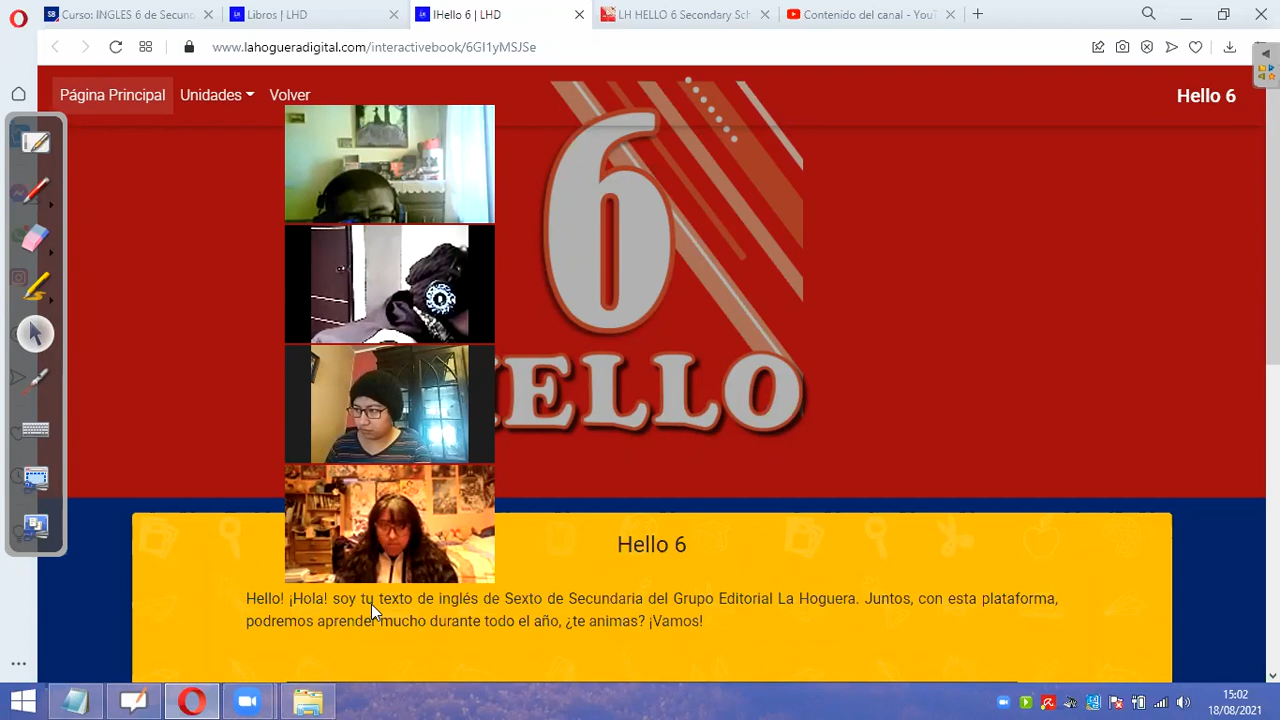 Curso: INGLES 6 de Secun
Libros | LHD
IHello 6 | LHD
LH HELLO 6 Secondary Sch
Contenido del canal - YouT
www.lahogueradigital.com/interactivebook/6GI1yMSJSe
Página Principal
Unidades
Volver
Hello 6
6
ELLO
Hello 6
Hello! ¡Hola! soy tu texto de inglés de Sexto de Secundaria del Grupo Editorial La Hoguera. Juntos, con esta plataforma,
podremos aprender mucho durante todo el año, ¿te animas? ¡Vamos!
15:02
18/08/2021